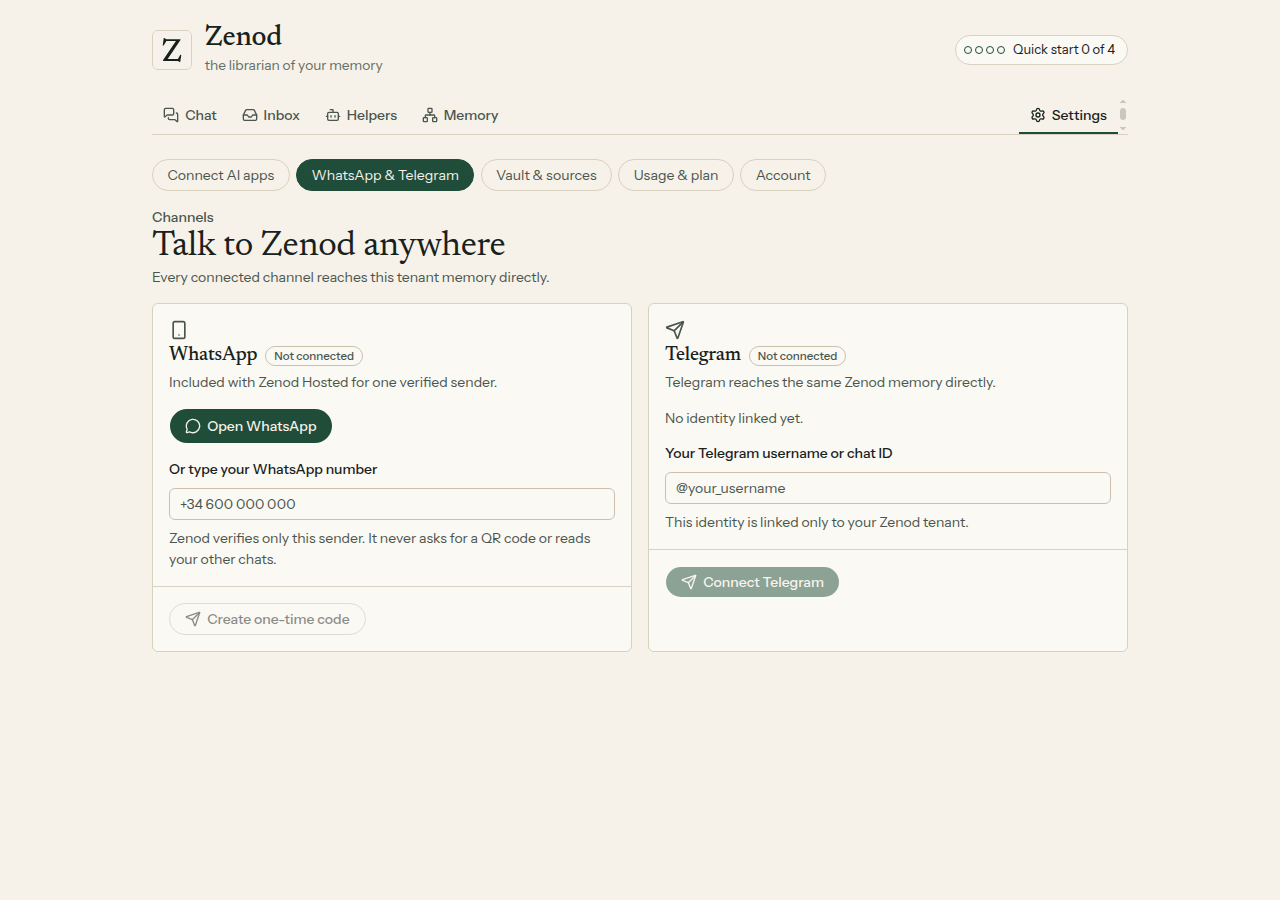 Z
Zenod
the librarian of your memory
Quick start 0 of 4
Chat
Inbox
Helpers
Memory
Settings
Connect AI apps
WhatsApp & Telegram
Vault & sources
Usage & plan
Account
Channels
Talk to Zenod anywhere
Every connected channel reaches this tenant memory directly.
WhatsApp
Not connected
Included with Zenod Hosted for one verified sender.
Open WhatsApp
Or type your WhatsApp number
+34 600 000 000
Zenod verifies only this sender. It never asks for a QR code or reads
your other chats.
Create one-time code
Telegram
Not connected
Telegram reaches the same Zenod memory directly.
No identity linked yet.
Your Telegram username or chat ID
@your_username
This identity is linked only to your Zenod tenant.
Connect Telegram